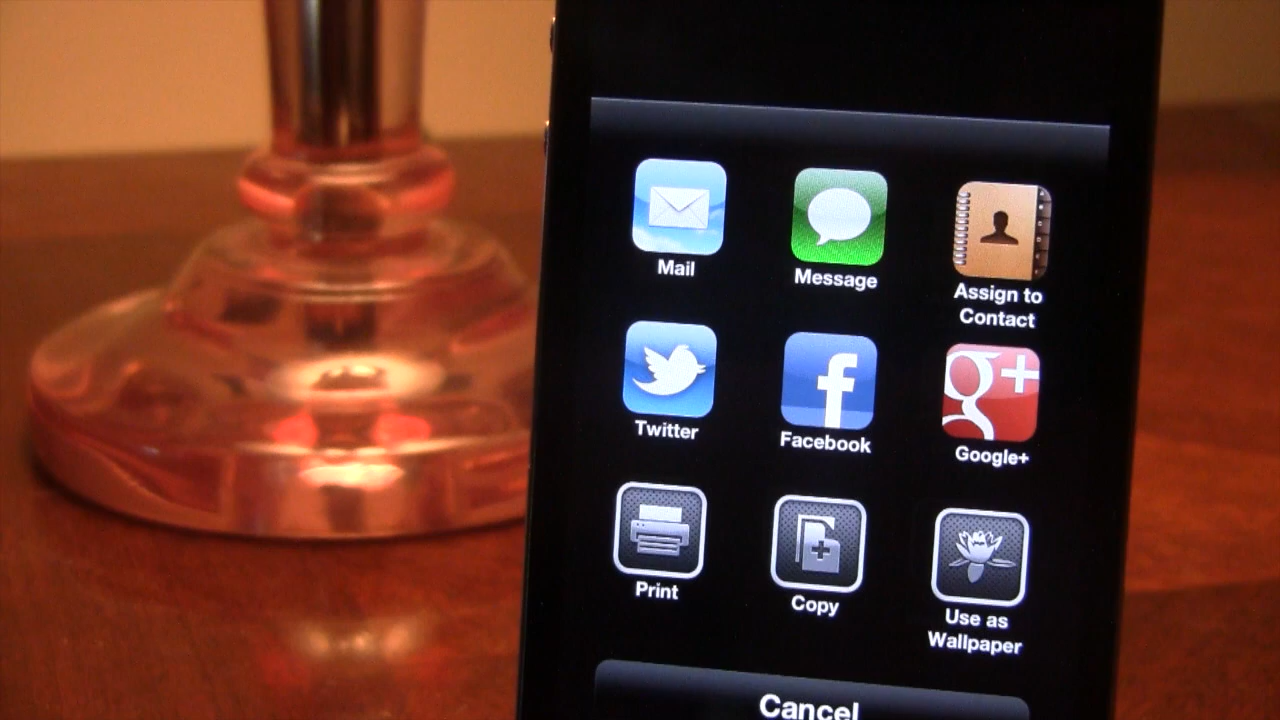 Mail
Message
Assign to
Contact
Twitter
Facebook
g+
Google+
Print
Copy
Use as
Wallpaper
Cancel